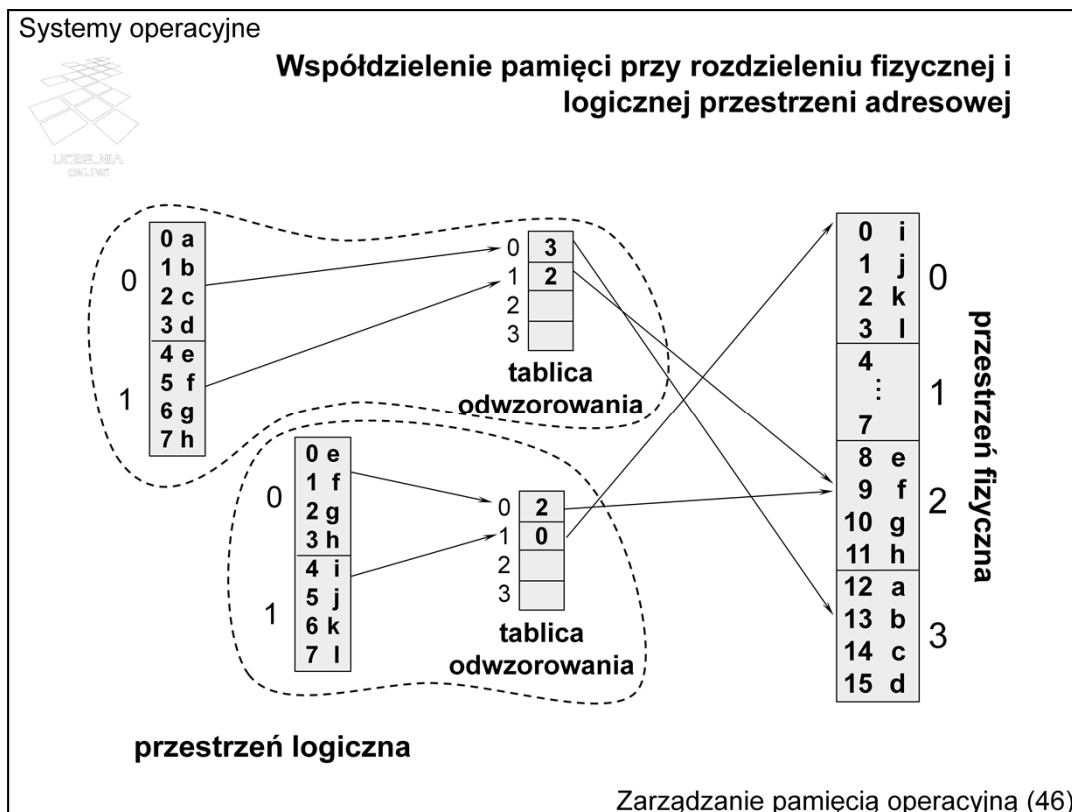 Systemy operacyjne
UCZELNIA
ONLINE
Współdzielenie pamięci przy rozdzieleniu fizycznej i
logicznej przestrzeni adresowej
0
0 a
1 b
2 c
3 d
1
4 e
5 f
6 g
7 h
0 3
1 2
2
3
tablica
odwzorowania
0
0 e
1 f
2 g
3 h
1
4 i
5 j
6 k
7 l
0 2
1 0
2
3
tablica
odwzorowania
przestrzeń logiczna
0 i
1 j
2 k
3 l
0
4
⋮
7
1
8 e
9 f
10 g
11 h
2
12 a
13 b
14 c
15 d
3
przestrzeń fizyczna
Zarządzanie pamięcią operacyjną (46)